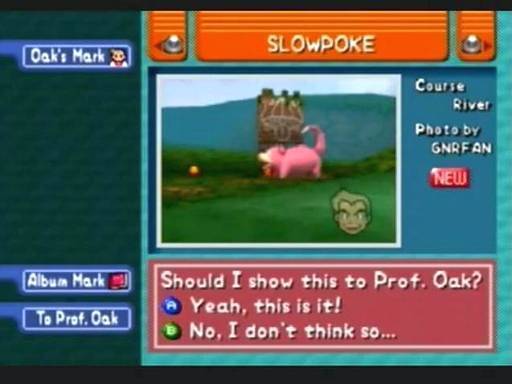 Oak's Mark
SLOWPOKE
Course
River
Photo by
GNRFAN
NEW
Album Mark
To Prof. Oak
Should I show this to Prof. Oak?
A Yeah, this is it!
B No, I don't think so...